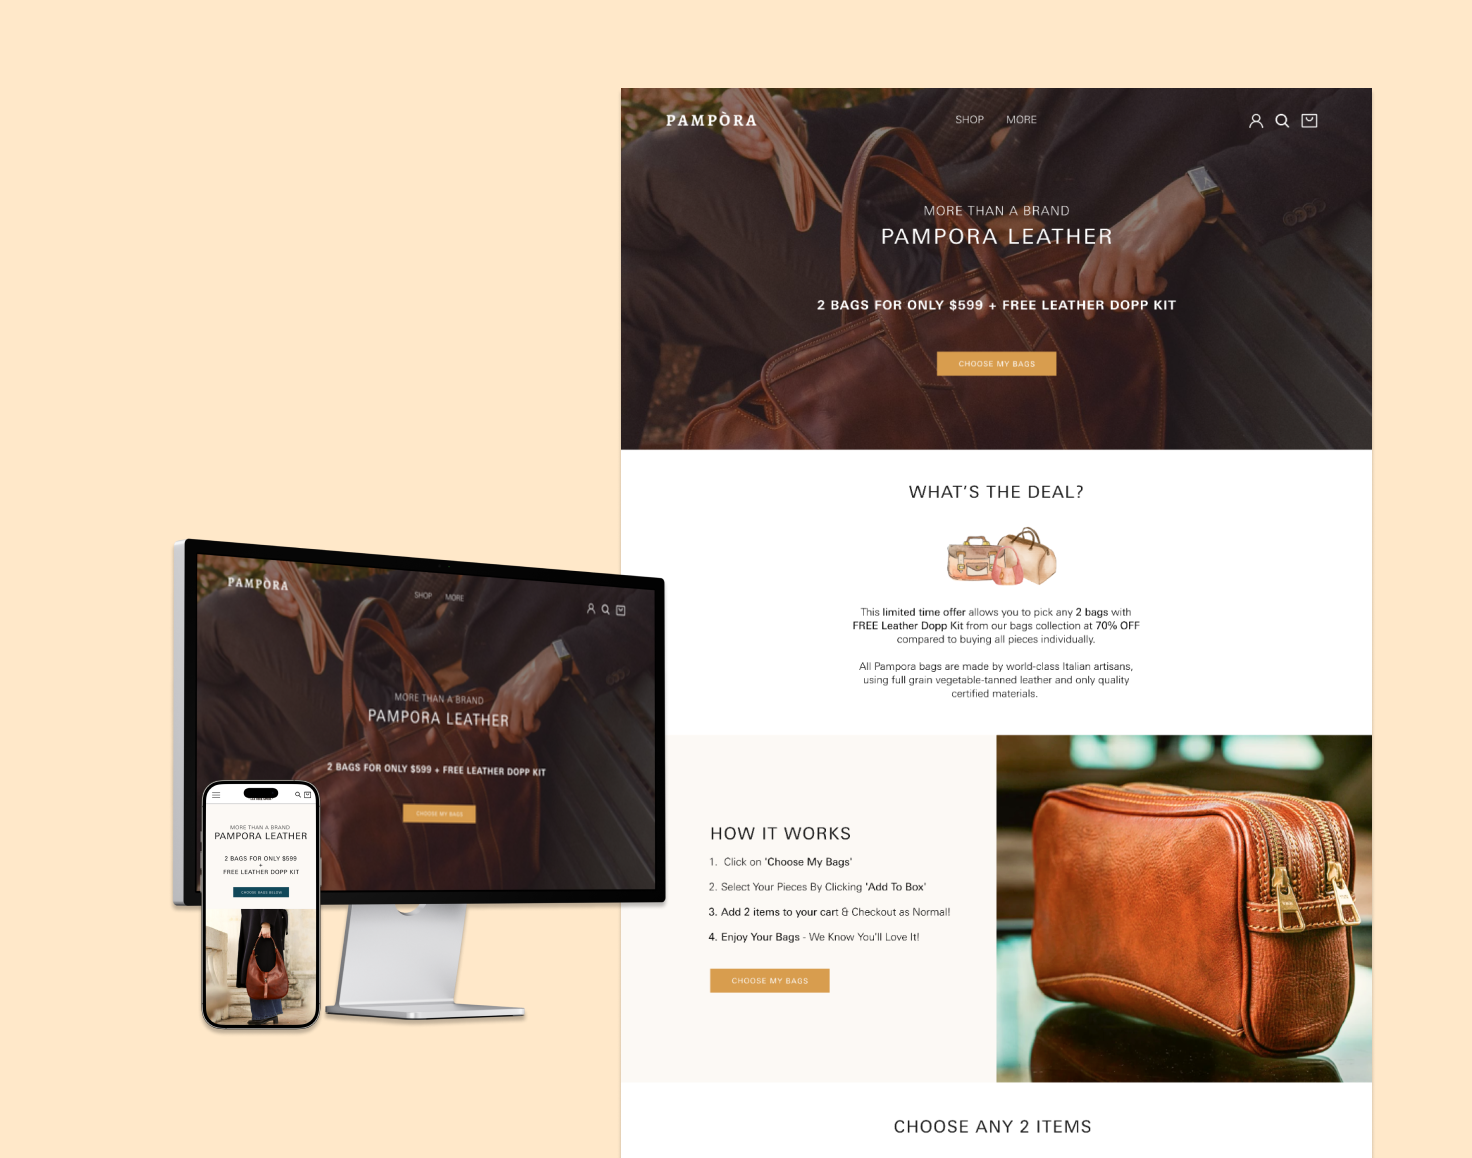 PAMPÒRA
SHOP MORE
MORE THAN A BRAND
PAMPORA LEATHER
2 BAGS FOR ONLY $599 + FREE LEATHER DOPP KIT
CHOOSE MY BAGS
WHAT'S THE DEAL?
This limited time offer allows you to pick any 2 bags with
FREE Leather Dopp Kit from our bags collection at 70% OFF
compared to buying all pieces individually.
All Pampora bags are made by world-class Italian artisans,
using full grain vegetable-tanned leather and only quality
certified materials.
HOW IT WORKS
1. Click on 'Choose My Bags'
2. Select Your Pieces By Clicking 'Add To Box'
3. Add 2 items to your cart & Checkout as Normal!
4. Enjoy Your Bags - We Know You'll Love It!
CHOOSE MY BAGS
CHOOSE ANY 2 ITEMS
PAMPÒRA
SHOP MORE
MORE THAN A BRAND
PAMPORA LEATHER
2 BAGS FOR ONLY $599 + FREE LEATHER DOPP KIT
CHOOSE MY BAGS
MORE THAN A BRAND
PAMPORA LEATHER
2 BAGS FOR ONLY $599
+
FREE LEATHER DOPP KIT
CHOOSE BAGS BELOW